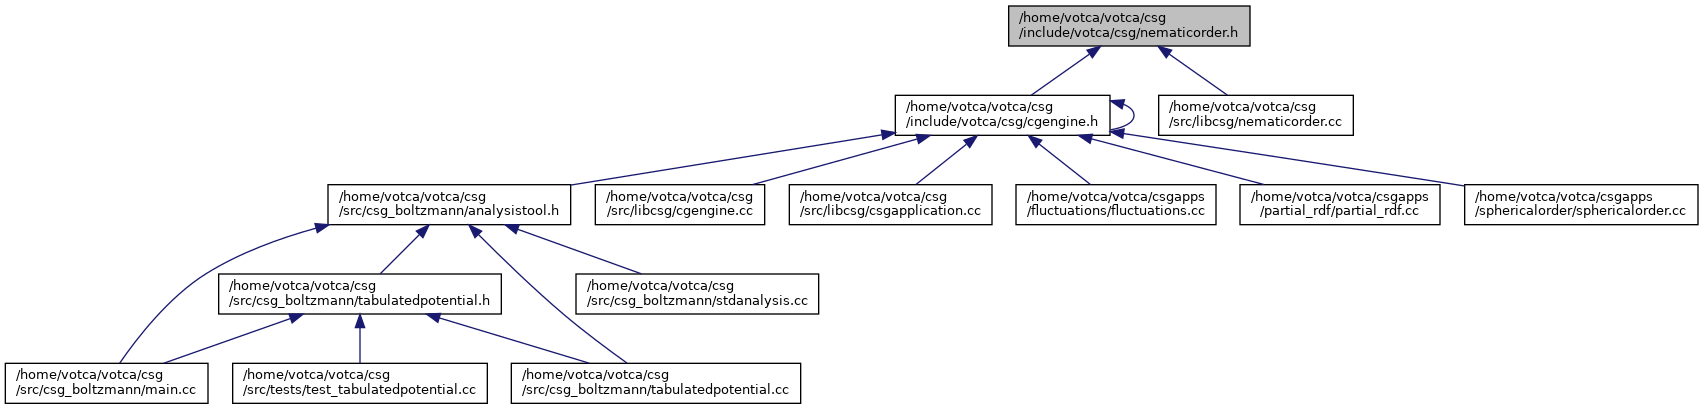 /home/votca/votca/csg
/include/votca/csg/nematicorder.h
/home/votca/votca/csg
/include/votca/csg/cgengine.h
/home/votca/votca/csg
/src/libcsg/nematicorder.cc
/home/votca/votca/csg
/src/csg_boltzmann/analysistool.h
/home/votca/votca/csg
/src/libcsg/cgengine.cc
/home/votca/votca/csg
/src/libcsg/csgapplication.cc
/home/votca/votca/csgapps
/fluctuations/fluctuations.cc
/home/votca/votca/csgapps
/partial_rdf/partial_rdf.cc
/home/votca/votca/csgapps
/sphericalorder/sphericalorder.cc
/home/votca/votca/csg
/src/csg_boltzmann/tabulatedpotential.h
/home/votca/votca/csg
/src/csg_boltzmann/stdanalysis.cc
/home/votca/votca/csg
/src/csg_boltzmann/main.cc
/home/votca/votca/csg
/src/tests/test_tabulatedpotential.cc
/home/votca/votca/csg
/src/csg_boltzmann/tabulatedpotential.cc